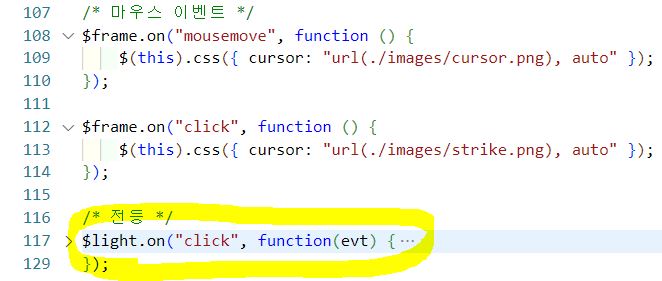 107 /* 마우스 이벤트 */
108 $frame.on("mousemove", function () {
109 $(this).css({ cursor: "url(./images/cursor.png), auto" });
110 });
111
112 $frame.on("click", function () {
113 $(this).css({ cursor: "url(./images/strike.png), auto" });
114 });
115
116 /* 전등 */
117 $light.on("click", function(evt) {⋯
129 });